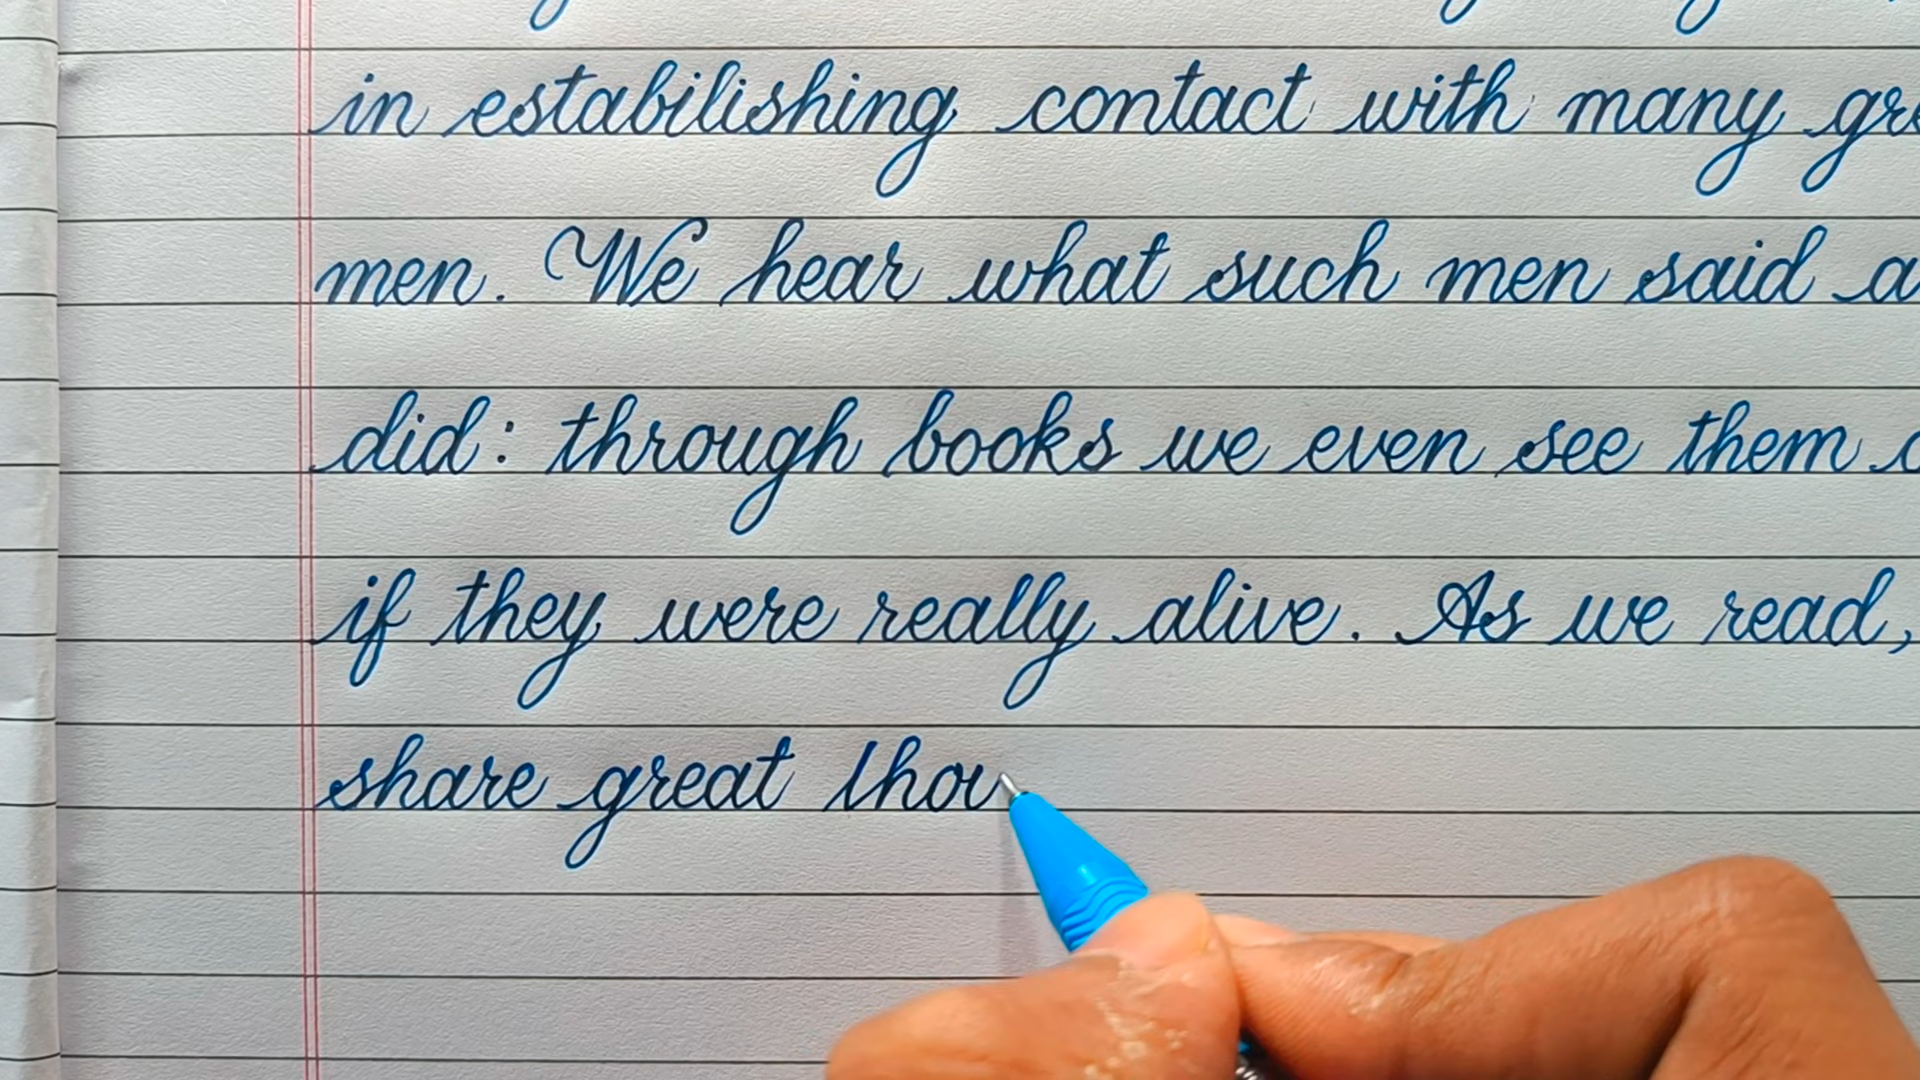 in estabilishing contact with many gre
men. We hear what such men said a
did: through books we even see them
if they were really alive. As we read,
share great thou